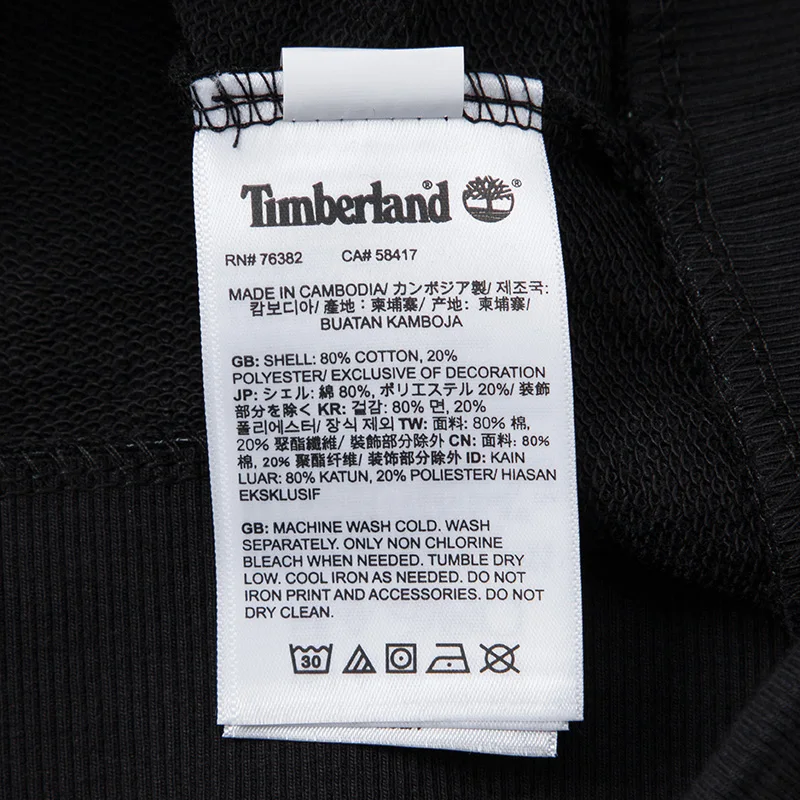 Timberland® ®
RN# 76382 CA# 58417
MADE IN CAMBODIA/ カンボジア製/ 제조국:
캄보디아/ 產地: 柬埔寨/ 产地: 柬埔寨/
BUATAN KAMBOJA
GB: SHELL: 80% COTTON, 20%
POLYESTER/ EXCLUSIVE OF DECORATION
JP: シェル: 綿 80%, ポリエステル 20%/ 装飾
部分を除く KR: 겉감: 80% 면, 20%
폴리에스터/ 장식 제외 TW: 面料: 80% 棉,
20% 聚酯纖維/ 裝飾部分除外 CN: 面料: 80%
棉, 20% 聚酯纤维/ 装饰部分除外 ID: KAIN
LUAR: 80% KATUN, 20% POLIESTER/ HIASAN
EKSKLUSIF
GB: MACHINE WASH COLD. WASH
SEPARATELY. ONLY NON CHLORINE
BLEACH WHEN NEEDED. TUMBLE DRY
LOW. COOL IRON AS NEEDED. DO NOT
IRON PRINT AND ACCESSORIES. DO NOT
DRY CLEAN.
30